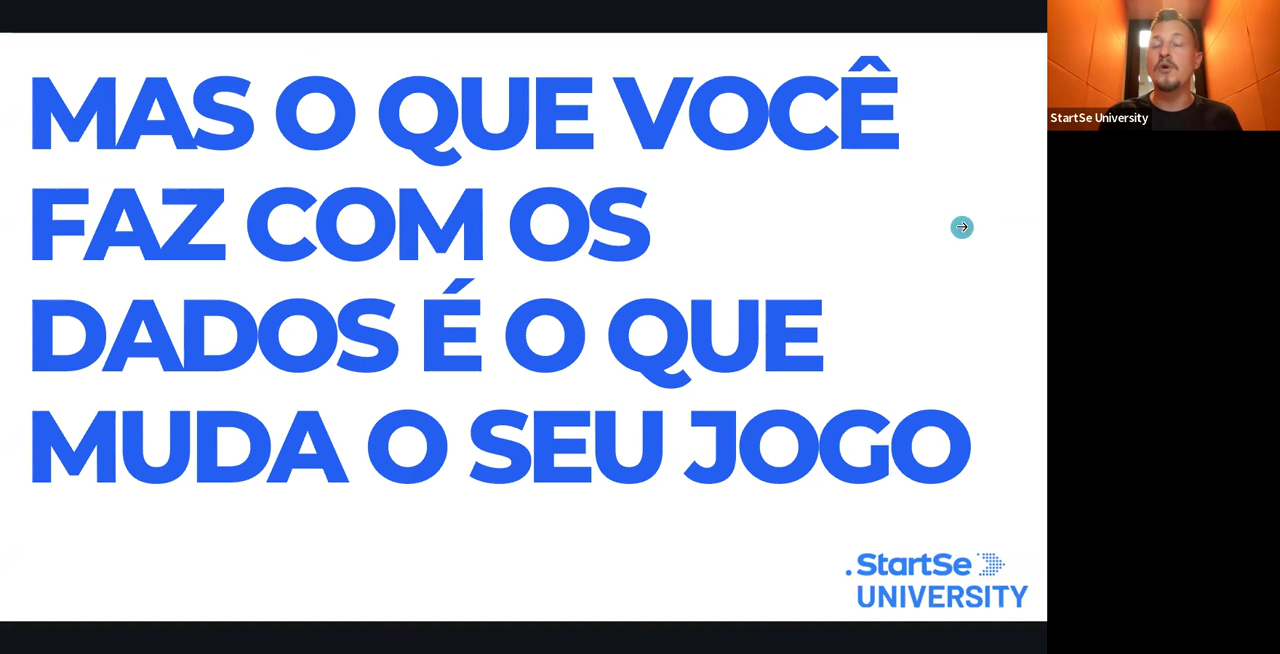 MAS O QUE VOCÊ
FAZ COM OS
DADOS É O QUE
MUDA O SEU JOGO
.StartSe
UNIVERSITY
StartSe University